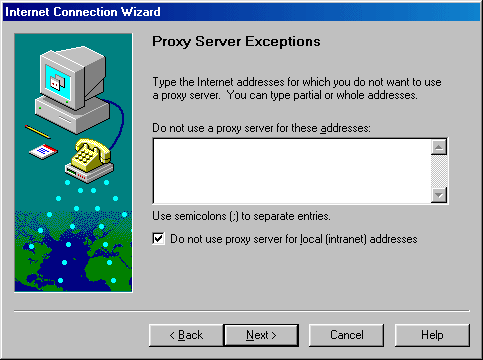 Internet Connection Wizard
Proxy Server Exceptions
Type the Internet addresses for which you do not want to use
a proxy server.  You can type partial or whole addresses.
Do not use a proxy server for these addresses:
Use semicolons (;) to separate entries.
Do not use proxy server for local (intranet) addresses
< Back
Next >
Cancel
Help